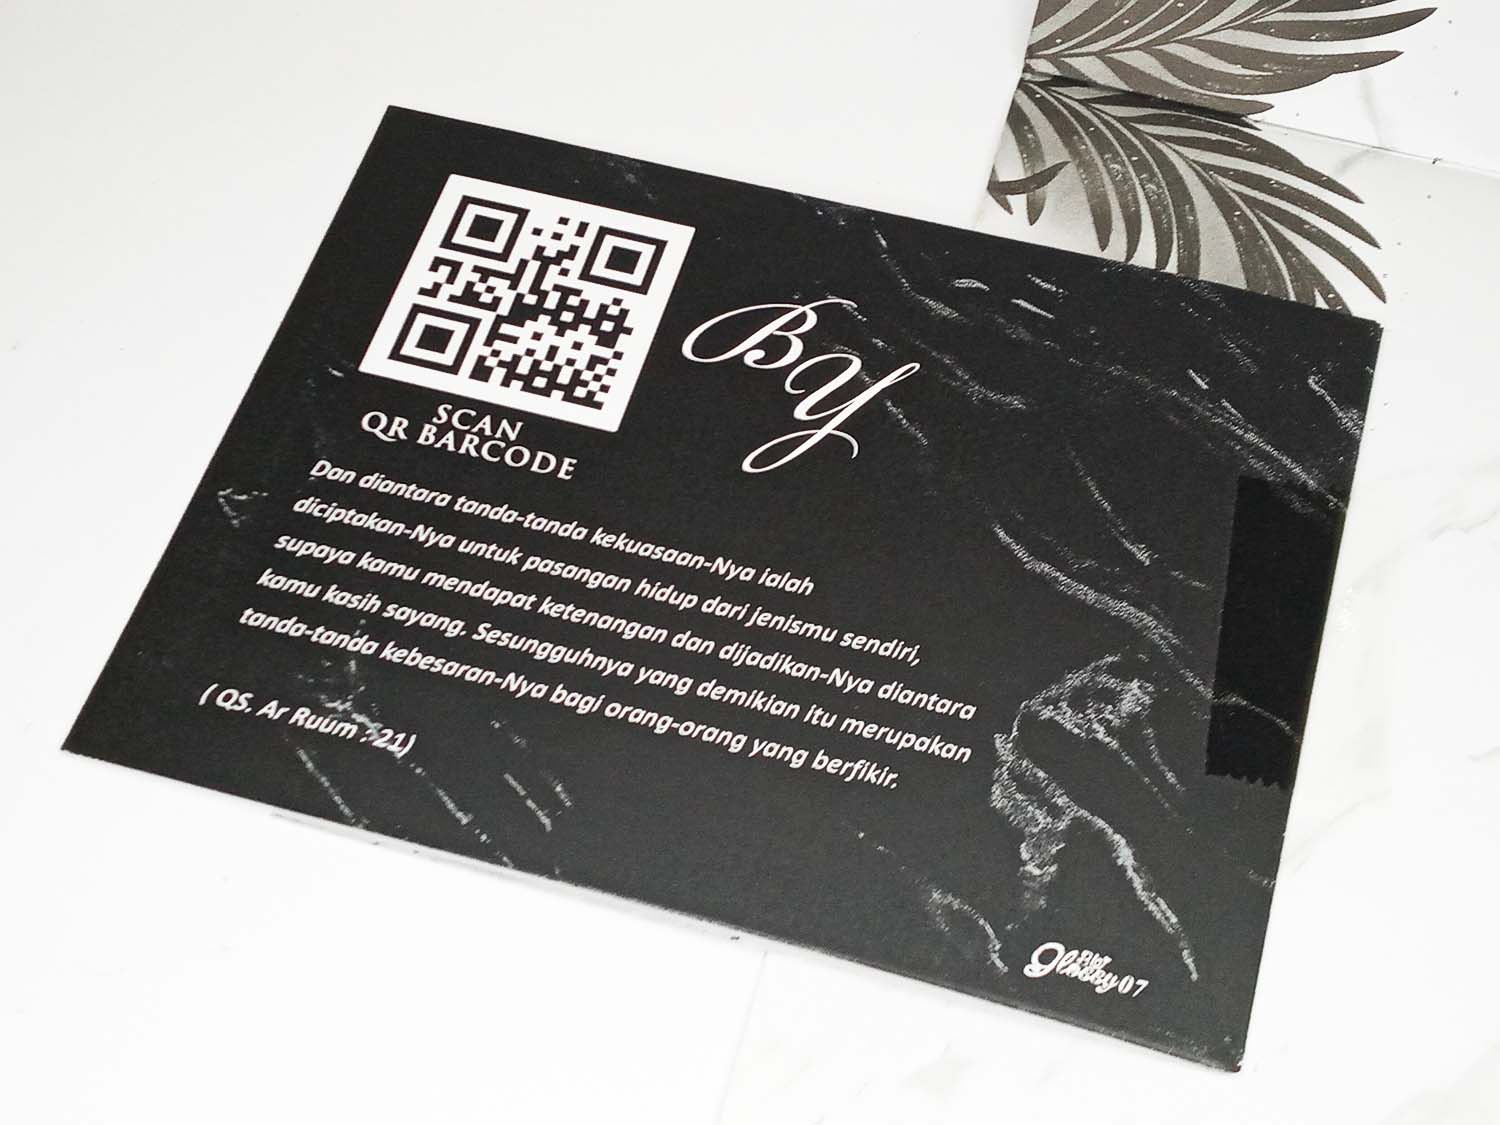 SCAN
QR BARCODE
BY
Dan diantara tanda-tanda kekuasaan-Nya ialah
diciptakan-Nya untuk pasangan hidup dari jenismu sendiri,
supaya kamu mendapat ketenangan dan dijadikan-Nya diantara
kamu kasih sayang. Sesungguhnya yang demikian itu merupakan
tanda-tanda kebesaran-Nya bagi orang-orang yang berfikir.
( QS. Ar Ruum : 21)
glossy 07